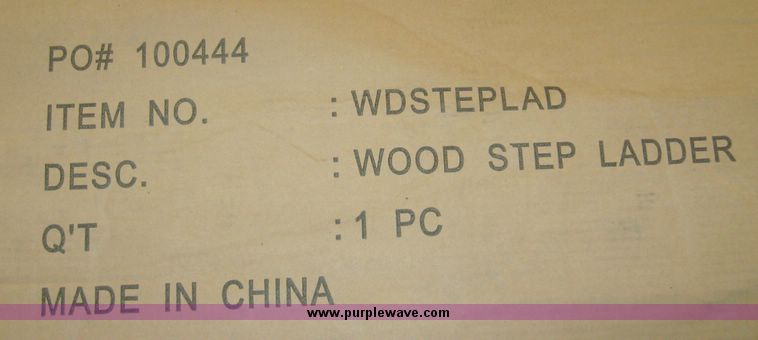 PO# 100444
ITEM NO. : WDSTEPLAD
DESC. : WOOD STEP LADDER
Q'T : 1 PC
MADE IN CHINA
www.purplewave.com